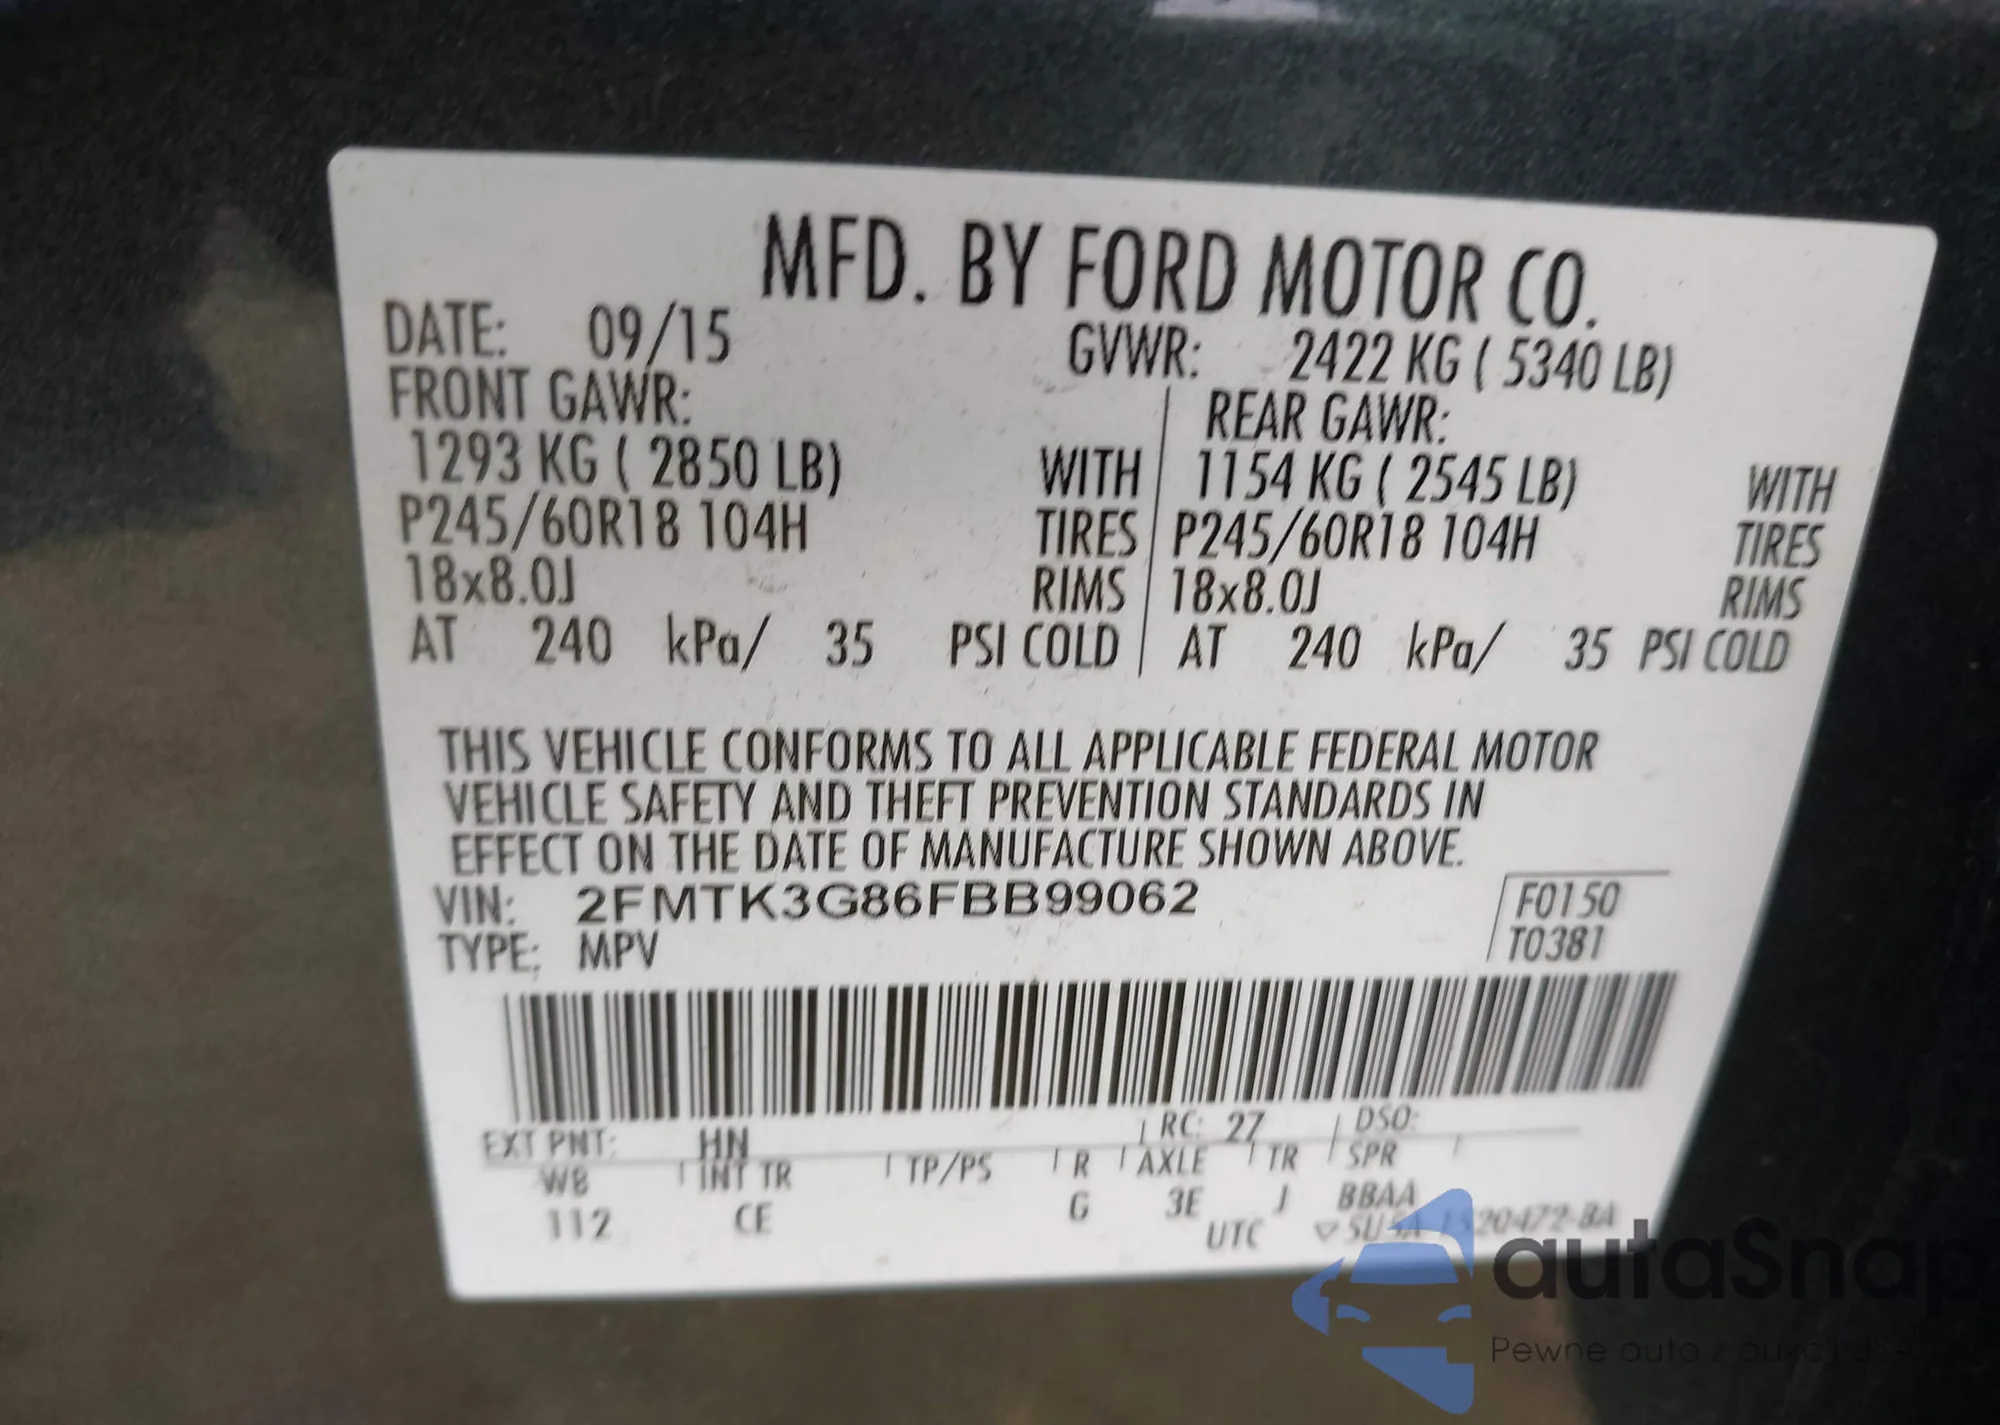 MFD. BY FORD MOTOR CO.
DATE: 09/15 GVWR: 2422 KG ( 5340 LB)
FRONT GAWR: REAR GAWR:
1293 KG ( 2850 LB) WITH 1154 KG ( 2545 LB) WITH
P245/60R18 104H TIRES P245/60R18 104H TIRES
18x8.0J RIMS 18x8.0J RIMS
AT 240 kPa/ 35 PSI COLD AT 240 kPa/ 35 PSI COLD
THIS VEHICLE CONFORMS TO ALL APPLICABLE FEDERAL MOTOR
VEHICLE SAFETY AND THEFT PREVENTION STANDARDS IN
EFFECT ON THE DATE OF MANUFACTURE SHOWN ABOVE.
VIN: 2FMTK3G86FBB99062 F0150
TYPE: MPV T0381
EXT PNT: HN RC: 27 DSO:
WB INT TR TP/PS R AXLE TR SPR
112 CE G 3E J BBAA
UTC
autaSnap
Pewne auta z